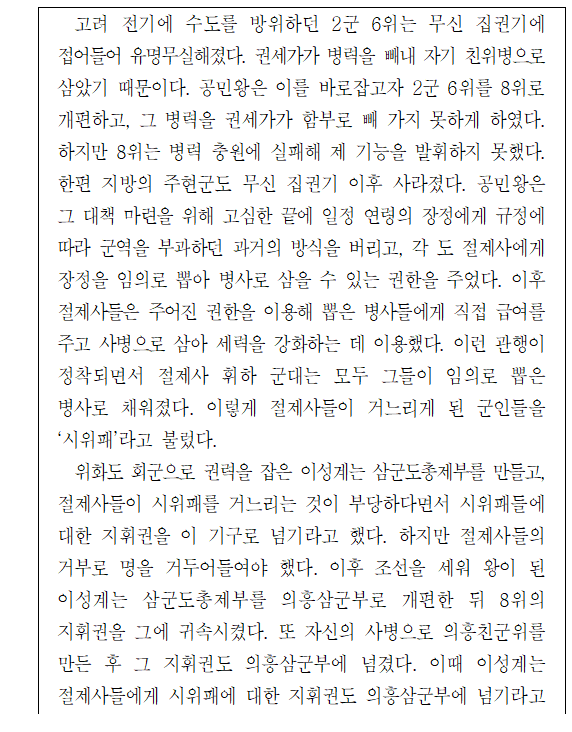 고려 전기에 수도를 방위하던 2군 6위는 무신 집권기에
접어들어 유명무실해졌다. 권세가가 병력을 빼내 자기 친위병으로
삼았기 때문이다. 공민왕은 이를 바로잡고자 2군 6위를 8위로
개편하고, 그 병력을 권세가가 함부로 빼 가지 못하게 하였다.
하지만 8위는 병력 충원에 실패해 제 기능을 발휘하지 못했다.
한편 지방의 주현군도 무신 집권기 이후 사라졌다. 공민왕은
그 대책 마련을 위해 고심한 끝에 일정 연령의 장정에게 규정에
따라 군역을 부과하던 과거의 방식을 버리고, 각 도 절제사에게
장정을 임의로 뽑아 병사로 삼을 수 있는 권한을 주었다. 이후
절제사들은 주어진 권한을 이용해 뽑은 병사들에게 직접 급여를
주고 사병으로 삼아 세력을 강화하는 데 이용했다. 이런 관행이
정착되면서 절제사 휘하 군대는 모두 그들이 임의로 뽑은
병사로 채워졌다. 이렇게 절제사들이 거느리게 된 군인들을
‘시위패’라고 불렀다.
위화도 회군으로 권력을 잡은 이성계는 삼군도총제부를 만들고,
절제사들이 시위패를 거느리는 것이 부당하다면서 시위패들에
대한 지휘권을 이 기구로 넘기라고 했다. 하지만 절제사들의
거부로 명을 거두어들여야 했다. 이후 조선을 세워 왕이 된
이성계는 삼군도총제부를 의흥삼군부로 개편한 뒤 8위의
지휘권을 그에 귀속시켰다. 또 자신의 사병으로 의흥친군위를
만든 후 그 지휘권도 의흥삼군부에 넘겼다. 이때 이성계는
절제사들에게 시위패에 대한 지휘권도 의흥삼군부에 넘기라고